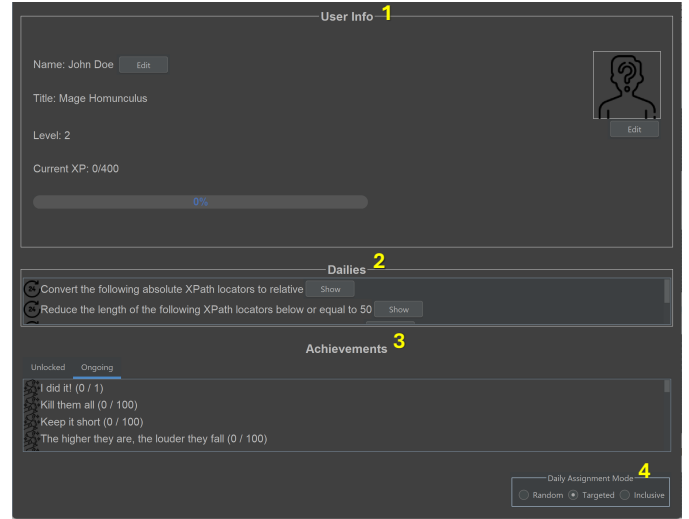 User Info 1
Name: John Doe Edit
Title: Mage Homunculus
Edit
Level: 2
Current XP: 0/400
0%
Dailies 2
24 Convert the following absolute XPath locators to relative Show
24 Reduce the length of the following XPath locators below or equal to 50 Show
Achievements 3
Unlocked Ongoing
I did it! (0 / 1)
Kill them all (0 / 100)
Keep it short (0 / 100)
The higher they are, the louder they fall (0 / 100)
4
Daily Assignment Mode
Random Targeted Inclusive